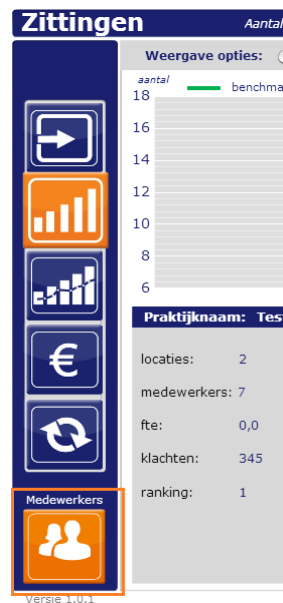 Zittingen
Aantal
Weergave opties:
aantal
benchma
18
16
14
12
10
8
6
Praktijknaam: Tes
locaties: 2
medewerkers: 7
fte: 0,0
klachten: 345
ranking: 1
€
Medewerkers
Versie 1.0.1